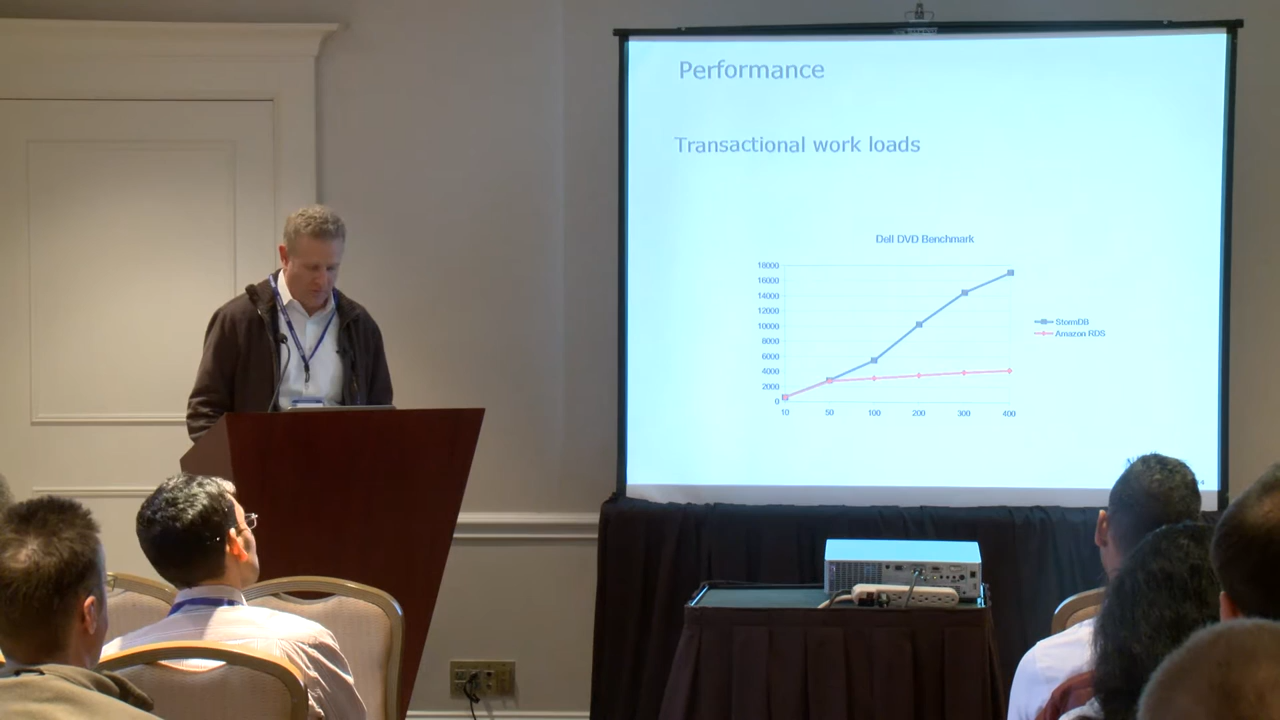 Performance
Transactional work loads
Dell DVD Benchmark
18000
16000
14000
12000
10000
8000
6000
4000
2000
0
10 50 100 200 300 400
StormDB
Amazon RDS